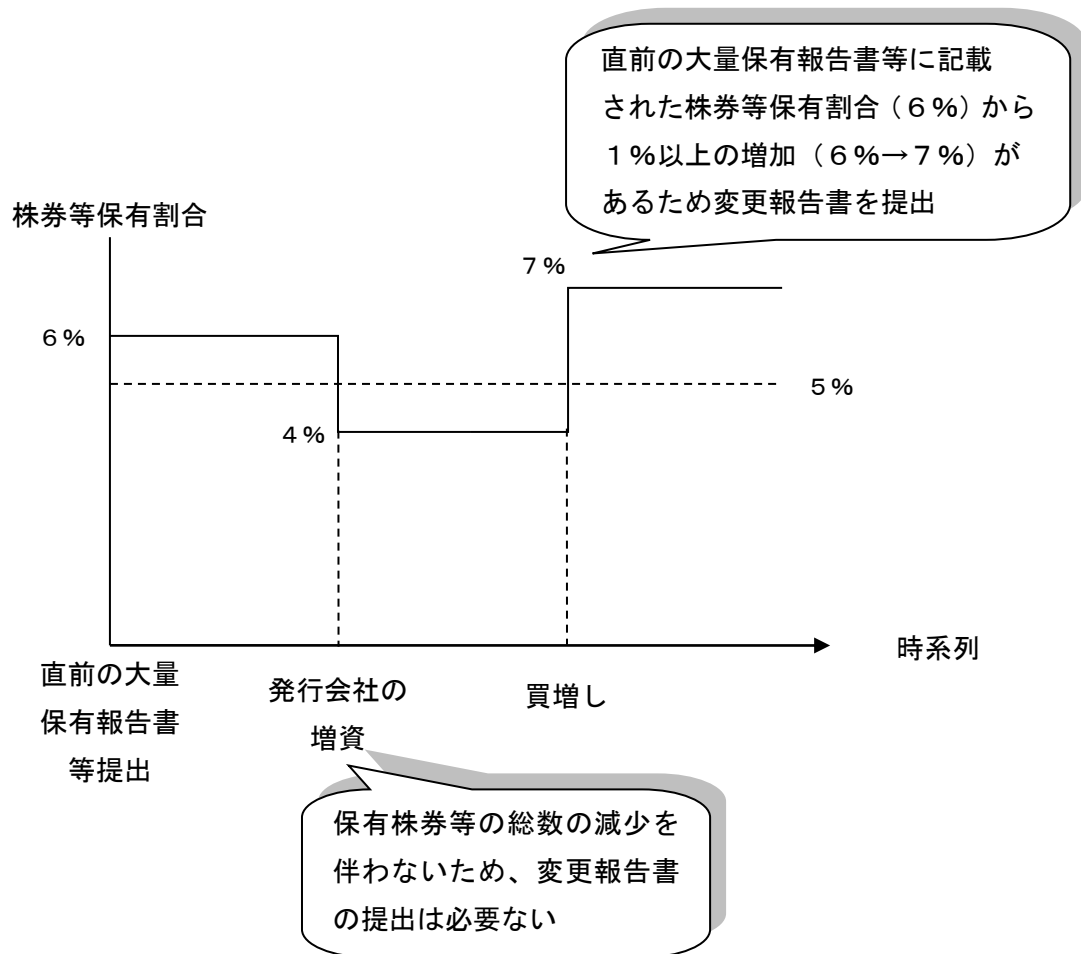 直前の大量保有報告書等に記載
された株券等保有割合（６%）から
１%以上の増加（６%→７%）が
あるため変更報告書を提出
株券等保有割合
７%
６%
５%
４%
時系列
直前の大量
保有報告書
等提出
発行会社の
増資
買増し
保有株券等の総数の減少を
伴わないため、変更報告書
の提出は必要ない